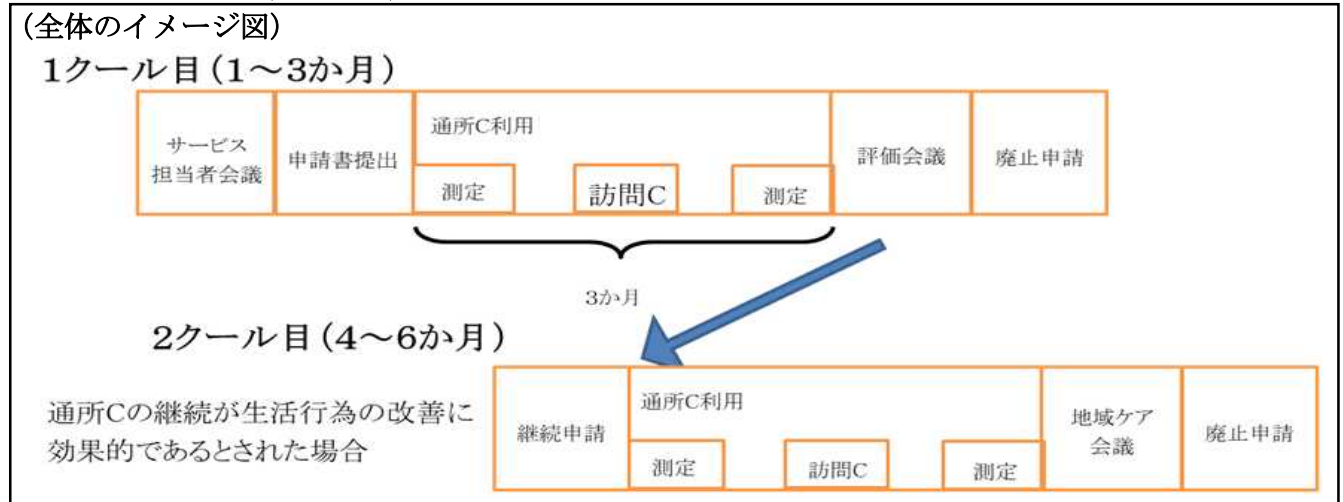 （全体のイメージ図）
1クール目（1～3か月）
サービス
担当者会議
申請書提出
通所C利用
測定
訪問C
測定
評価会議
廃止申請
3か月
2クール目（4～6か月）
通所Cの継続が生活行為の改善に
効果的であるとされた場合
継続申請
通所C利用
測定
訪問C
測定
地域ケア
会議
廃止申請